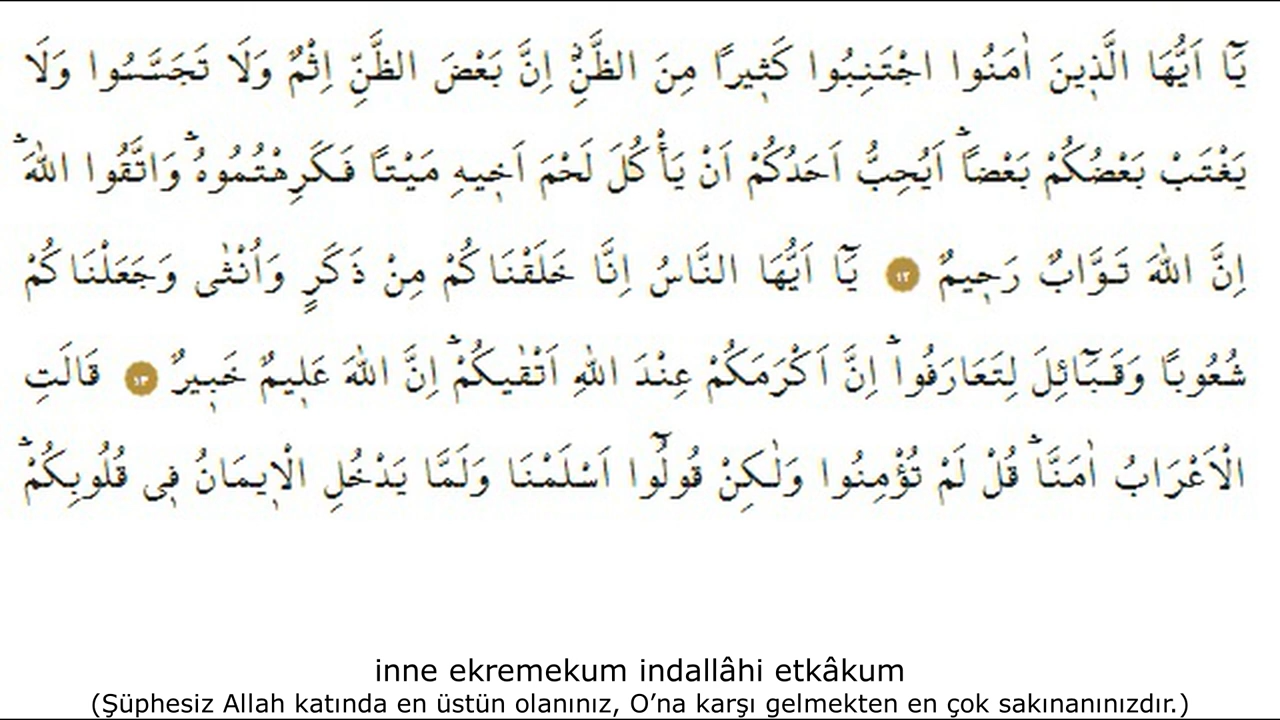 يَٓا اَيُّهَا الَّذ۪ينَ اٰمَنُوا اجْتَنِبُوا كَث۪يرًا مِنَ الظَّنِّۘ اِنَّ بَعْضَ الظَّنِّ اِثْمٌ وَلَا تَجَسَّسُوا وَلَا
يَغْتَبْ بَعْضُكُمْ بَعْضًاۜ اَيُحِبُّ اَحَدُكُمْ اَنْ يَأْكُلَ لَحْمَ اَخ۪يهِ مَيْتًا فَكَرِهْتُمُوهُۜ وَاتَّقُوا اللّٰهَۜ
اِنَّ اللّٰهَ تَوَّابٌ رَح۪يمٌ ١٢ يَٓا اَيُّهَا النَّاسُ اِنَّا خَلَقْنَاكُمْ مِنْ ذَكَرٍ وَاُنْثٰى وَجَعَلْنَاكُمْ
شُعُوبًا وَقَبَٓائِلَ لِتَعَارَفُواۜ اِنَّ اَكْرَمَكُمْ عِنْدَ اللّٰهِ اَتْقٰيكُمْۜ اِنَّ اللّٰهَ عَل۪يمٌ خَب۪يرٌ ١٣ قَالَتِ
الْاَعْرَابُ اٰمَنَّاۜ قُلْ لَمْ تُؤْمِنُوا وَلٰكِنْ قُولُٓوا اَسْلَمْنَا وَلَمَّا يَدْخُلِ الْا۪يمَانُ ف۪ي قُلُوبِكُمْۜ
inne ekremekum indallâhi etkâkum
(Şüphesiz Allah katında en üstün olanınız, O’na karşı gelmekten en çok sakınanınızdır.)